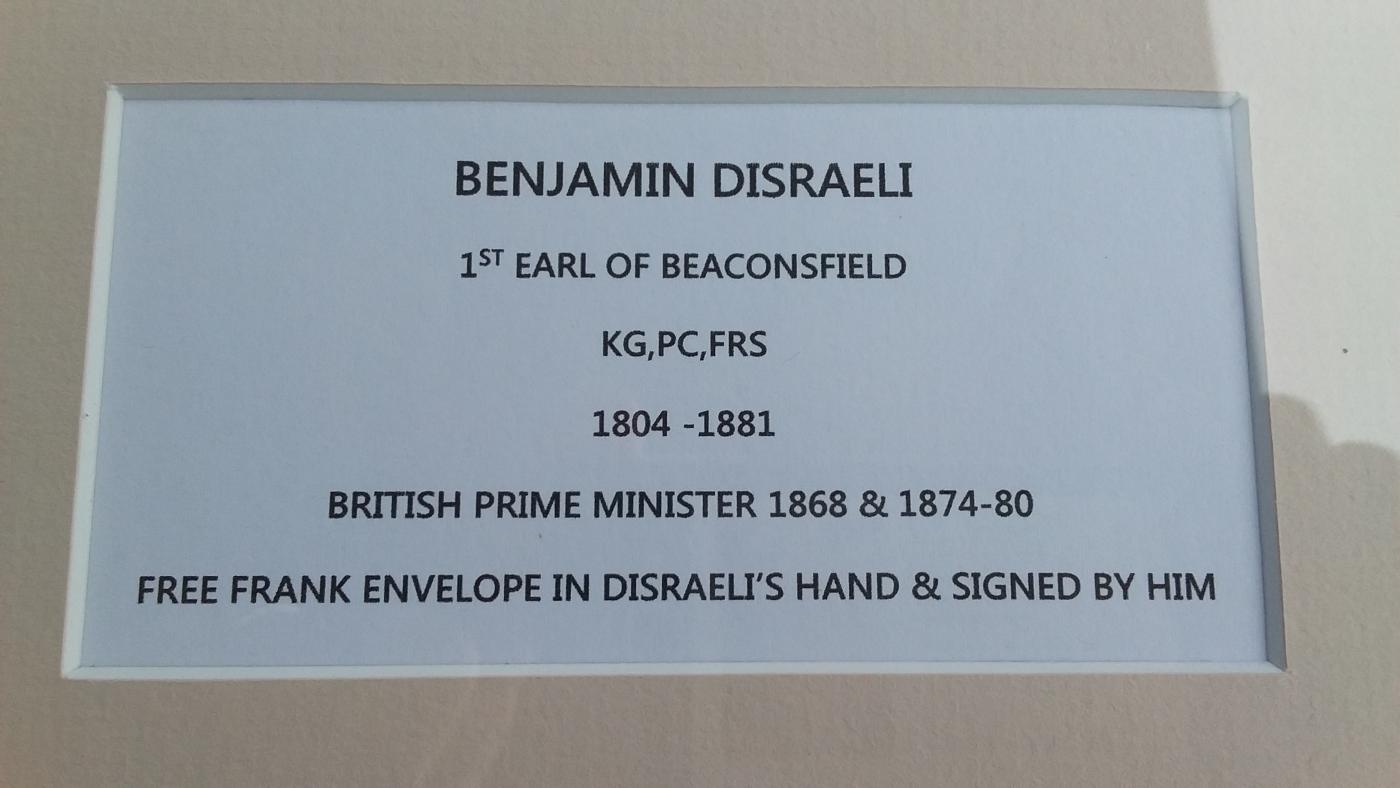 BENJAMIN DISRAELI
1ST EARL OF BEACONSFIELD
KG,PC,FRS
1804 -1881
BRITISH PRIME MINISTER 1868 & 1874-80
FREE FRANK ENVELOPE IN DISRAELI’S HAND & SIGNED BY HIM